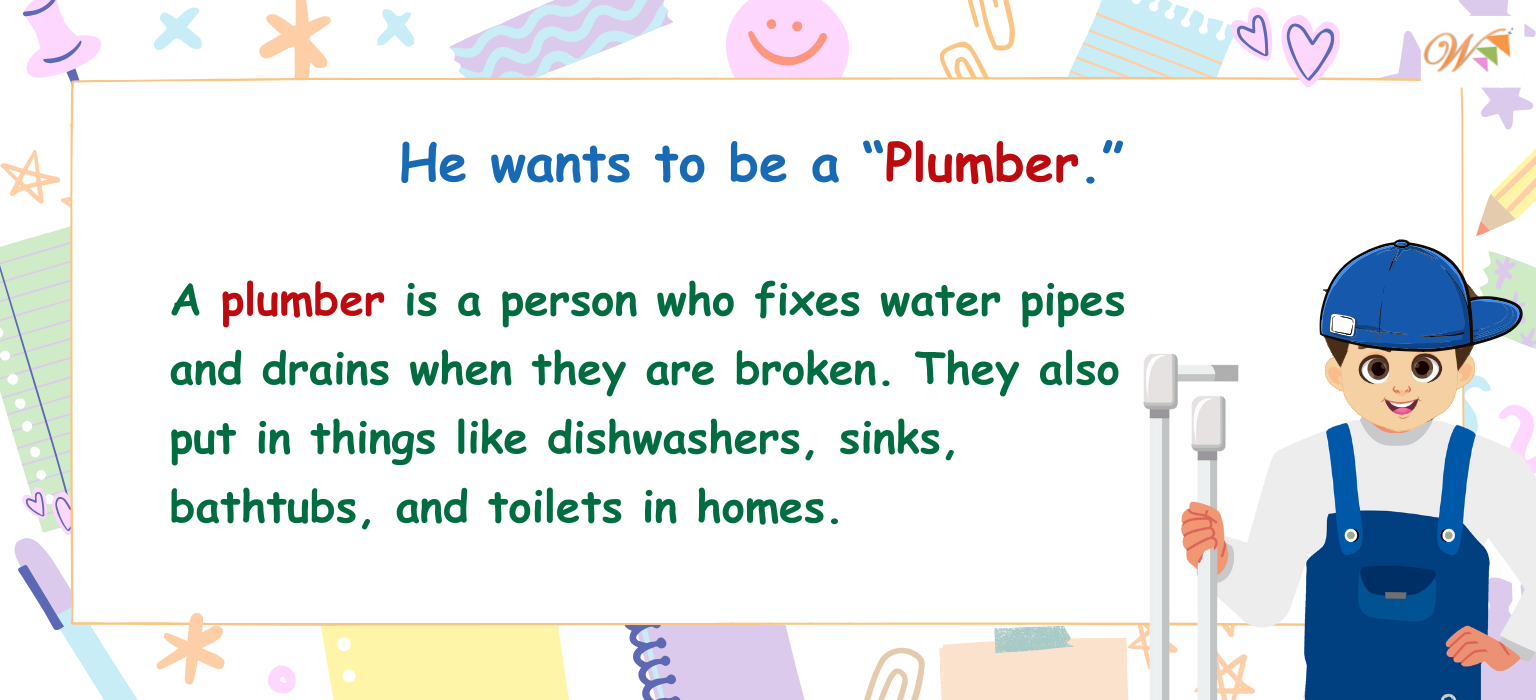 W
He wants to be a “Plumber.”
A plumber is a person who fixes water pipes
and drains when they are broken. They also
put in things like dishwashers, sinks,
bathtubs, and toilets in homes.